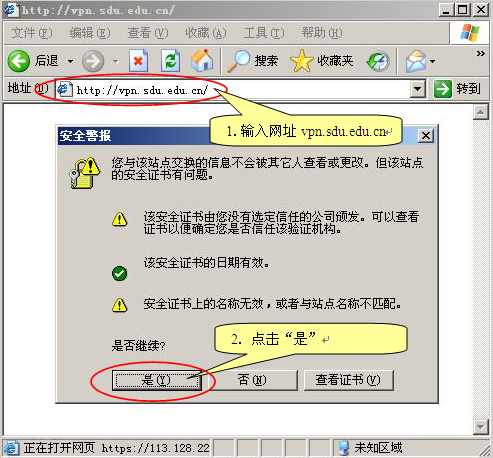 http://vpn.sdu.edu.cn/
文件(F) 编辑(E) 查看(V) 收藏(A) 工具(T) 帮助(H)
后退 搜索 收藏夹
地址(D) http://vpn.sdu.edu.cn/ 转到
1.输入网址 vpn.sdu.edu.cn
安全警报
您与该站点交换的信息不会被其它人查看或更改。但该站点
的安全证书有问题。
该安全证书由您没有选定信任的公司颁发。可以查看
证书以便确定您是否信任该验证机构。
该安全证书的日期有效。
安全证书上的名称无效，或者与站点名称不匹配。
2. 点击“是”
是否继续?
是(Y) 否(N) 查看证书(V)
正在打开网页 https://113.128.22 未知区域